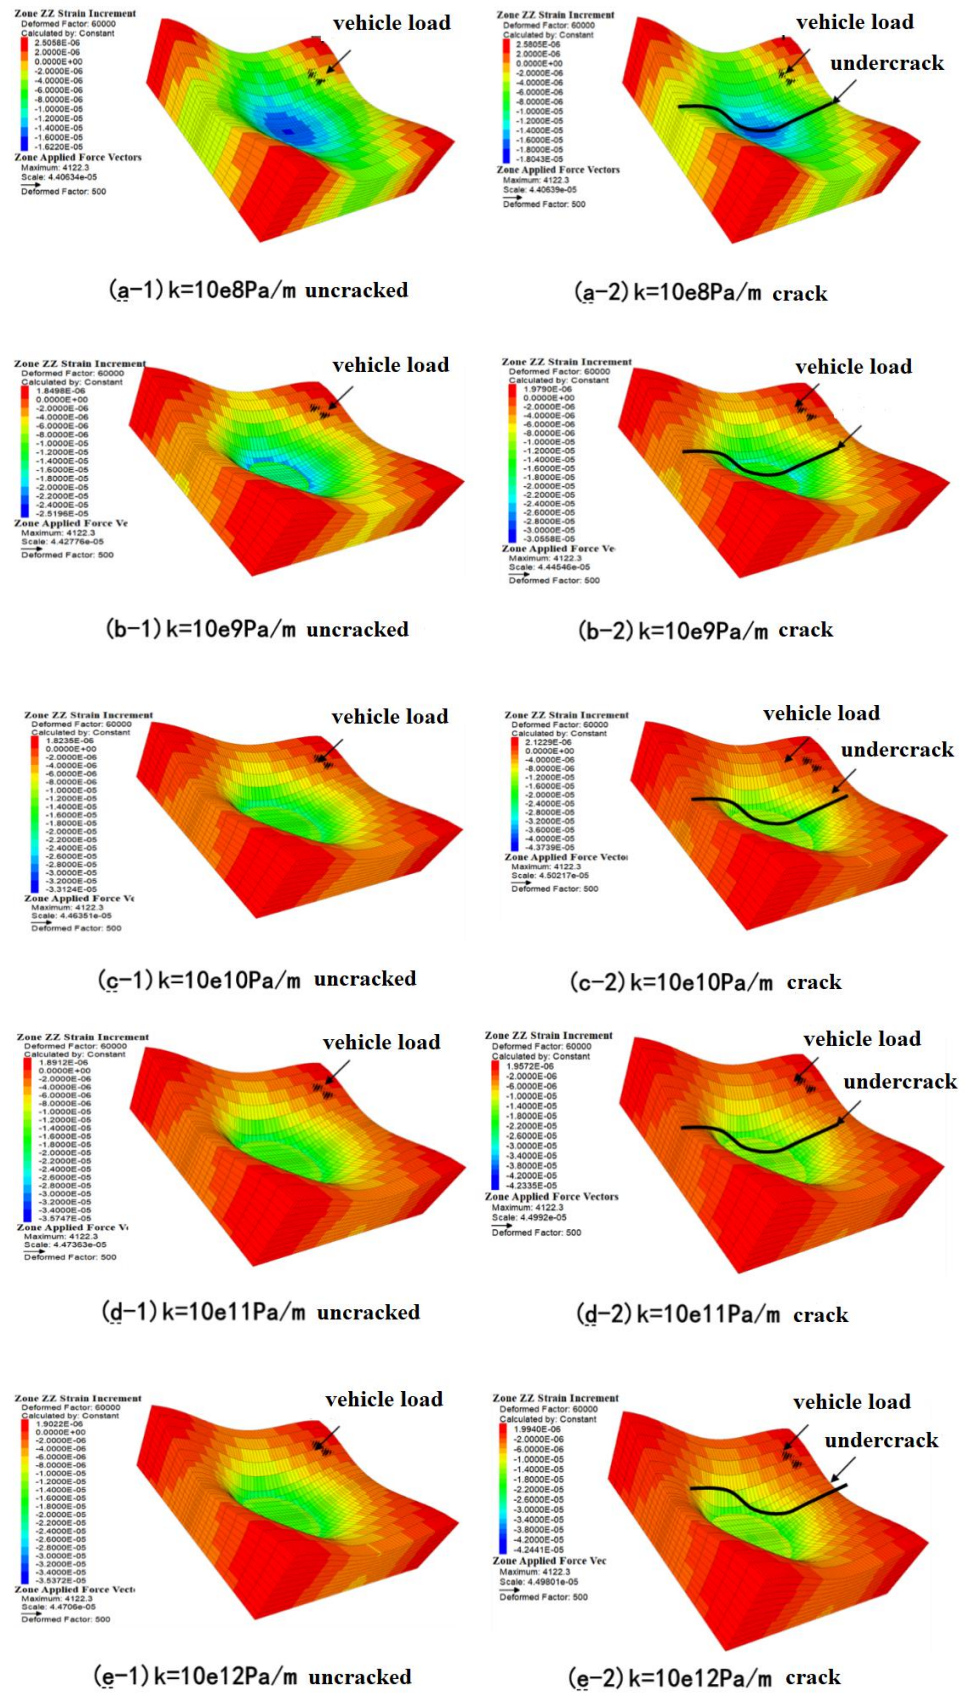 Zone ZZ Strain Increment
Deformed Factor: 60000
Calculated by: Constant
2.5058E-06
2.0000E-06
0.0000E+00
-2.0000E-06
-4.0000E-06
-6.0000E-06
-8.0000E-06
-1.0000E-05
-1.2000E-05
-1.4000E-05
-1.6000E-05
-1.6220E-05
Zone Applied Force Vectors
Maximum: 4122.3
Scale: 4.40634e-05
Deformed Factor: 500
vehicle load
(a-1) k=10e8Pa/m uncracked
Zone ZZ Strain Increment
Deformed Factor: 60000
Calculated by: Constant
2.5805E-06
2.0000E-06
0.0000E+00
-2.0000E-06
-4.0000E-06
-6.0000E-06
-8.0000E-06
-1.0000E-05
-1.2000E-05
-1.4000E-05
-1.6000E-05
-1.8000E-05
-1.8043E-05
Zone Applied Force Vectors
Maximum: 4122.3
Scale: 4.40639e-05
Deformed Factor: 500
vehicle load
undercrack
(a-2) k=10e8Pa/m crack
Zone ZZ Strain Increment
Deformed Factor: 60000
Calculated by: Constant
1.8498E-06
0.0000E+00
-2.0000E-06
-4.0000E-06
-6.0000E-06
-8.0000E-06
-1.0000E-05
-1.2000E-05
-1.4000E-05
-1.6000E-05
-1.8000E-05
-2.0000E-05
-2.2000E-05
-2.4000E-05
-2.5196E-05
Zone Applied Force Ve
Maximum: 4122.3
Scale: 4.42776e-05
Deformed Factor: 500
vehicle load
(b-1) k=10e9Pa/m uncracked
Zone ZZ Strain Increment
Deformed Factor: 60000
Calculated by: Constant
1.9790E-06
0.0000E+00
-2.0000E-06
-4.0000E-06
-6.0000E-06
-8.0000E-06
-1.0000E-05
-1.2000E-05
-1.4000E-05
-1.6000E-05
-1.8000E-05
-2.0000E-05
-2.2000E-05
-2.4000E-05
-2.6000E-05
-2.8000E-05
-3.0000E-05
-3.0558E-05
Zone Applied Force Ve
Maximum: 4122.3
Scale: 4.44546e-05
Deformed Factor: 500
vehicle load
(b-2) k=10e9Pa/m crack
Zone ZZ Strain Increment
Deformed Factor: 60000
Calculated by: Constant
1.8235E-06
0.0000E+00
-2.0000E-06
-4.0000E-06
-6.0000E-06
-8.0000E-06
-1.0000E-05
-1.2000E-05
-1.4000E-05
-1.6000E-05
-1.8000E-05
-2.0000E-05
-2.2000E-05
-2.4000E-05
-2.6000E-05
-2.8000E-05
-3.0000E-05
-3.2000E-05
-3.3124E-05
Zone Applied Force Ve
Maximum: 4122.3
Scale: 4.46351e-05
Deformed Factor: 500
vehicle load
(c-1) k=10e10Pa/m uncracked
Zone ZZ Strain Increment
Deformed Factor: 60000
Calculated by: Constant
2.1229E-06
0.0000E+00
-4.0000E-06
-8.0000E-06
-1.2000E-05
-1.6000E-05
-2.0000E-05
-2.4000E-05
-2.8000E-05
-3.2000E-05
-3.6000E-05
-4.0000E-05
-4.3739E-05
Zone Applied Force Vecto
Maximum: 4122.3
Scale: 4.50217e-05
Deformed Factor: 500
vehicle load
undercrack
(c-2) k=10e10Pa/m crack
Zone ZZ Strain Increment
Deformed Factor: 60000
Calculated by: Constant
1.8912E-06
0.0000E+00
-2.0000E-06
-4.0000E-06
-6.0000E-06
-8.0000E-06
-1.0000E-05
-1.2000E-05
-1.4000E-05
-1.6000E-05
-1.8000E-05
-2.0000E-05
-2.2000E-05
-2.4000E-05
-2.6000E-05
-2.8000E-05
-3.0000E-05
-3.2000E-05
-3.4000E-05
-3.5747E-05
Zone Applied Force Ve
Maximum: 4122.3
Scale: 4.47363e-05
Deformed Factor: 500
vehicle load
(d-1) k=10e11Pa/m uncracked
Zone ZZ Strain Increment
Deformed Factor: 60000
Calculated by: Constant
1.9572E-06
-2.0000E-06
-6.0000E-06
-1.0000E-05
-1.4000E-05
-1.8000E-05
-2.2000E-05
-2.6000E-05
-3.0000E-05
-3.4000E-05
-3.8000E-05
-4.2000E-05
-4.2335E-05
Zone Applied Force Vectors
Maximum: 4122.3
Scale: 4.4992e-05
Deformed Factor: 500
vehicle load
undercrack
(d-2) k=10e11Pa/m crack
Zone ZZ Strain Increment
Deformed Factor: 60000
Calculated by: Constant
1.9022E-06
0.0000E+00
-2.0000E-06
-4.0000E-06
-6.0000E-06
-8.0000E-06
-1.0000E-05
-1.2000E-05
-1.4000E-05
-1.6000E-05
-1.8000E-05
-2.0000E-05
-2.2000E-05
-2.4000E-05
-2.6000E-05
-2.8000E-05
-3.0000E-05
-3.2000E-05
-3.4000E-05
-3.5372E-05
Zone Applied Force Vect
Maximum: 4122.3
Scale: 4.4706e-05
Deformed Factor: 500
vehicle load
(e-1) k=10e12Pa/m uncracked
Zone ZZ Strain Increment
Deformed Factor: 60000
Calculated by: Constant
1.9940E-06
-2.0000E-06
-6.0000E-06
-1.0000E-05
-1.4000E-05
-1.8000E-05
-2.2000E-05
-2.6000E-05
-3.0000E-05
-3.4000E-05
-3.8000E-05
-4.2000E-05
-4.2441E-05
Zone Applied Force Vec
Maximum: 4122.3
Scale: 4.49801e-05
Deformed Factor: 500
vehicle load
undercrack
(e-2) k=10e12Pa/m crack